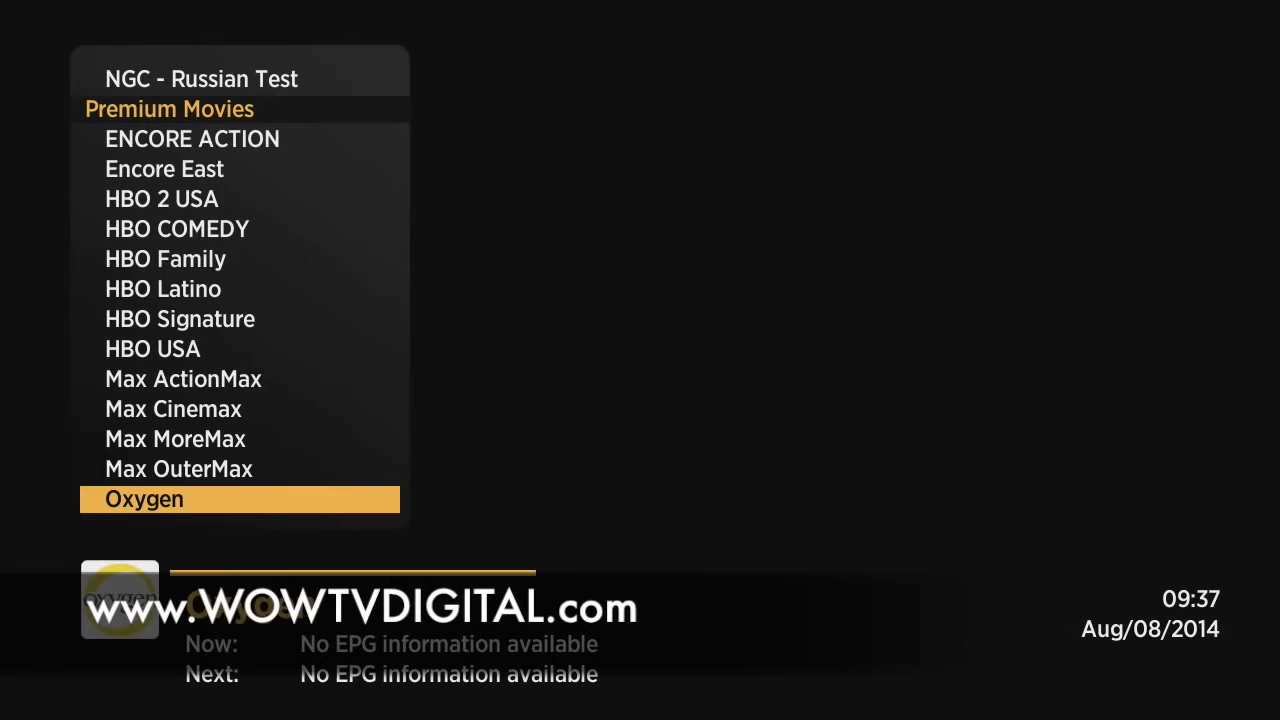 NGC - Russian Test
Premium Movies
ENCORE ACTION
Encore East
HBO 2 USA
HBO COMEDY
HBO Family
HBO Latino
HBO Signature
HBO USA
Max ActionMax
Max Cinemax
Max MoreMax
Max OuterMax
Oxygen
oxygen
Oxygen
www.WOWTVDIGITAL.com
09:37
Now: No EPG information available
Aug/08/2014
Next: No EPG information available